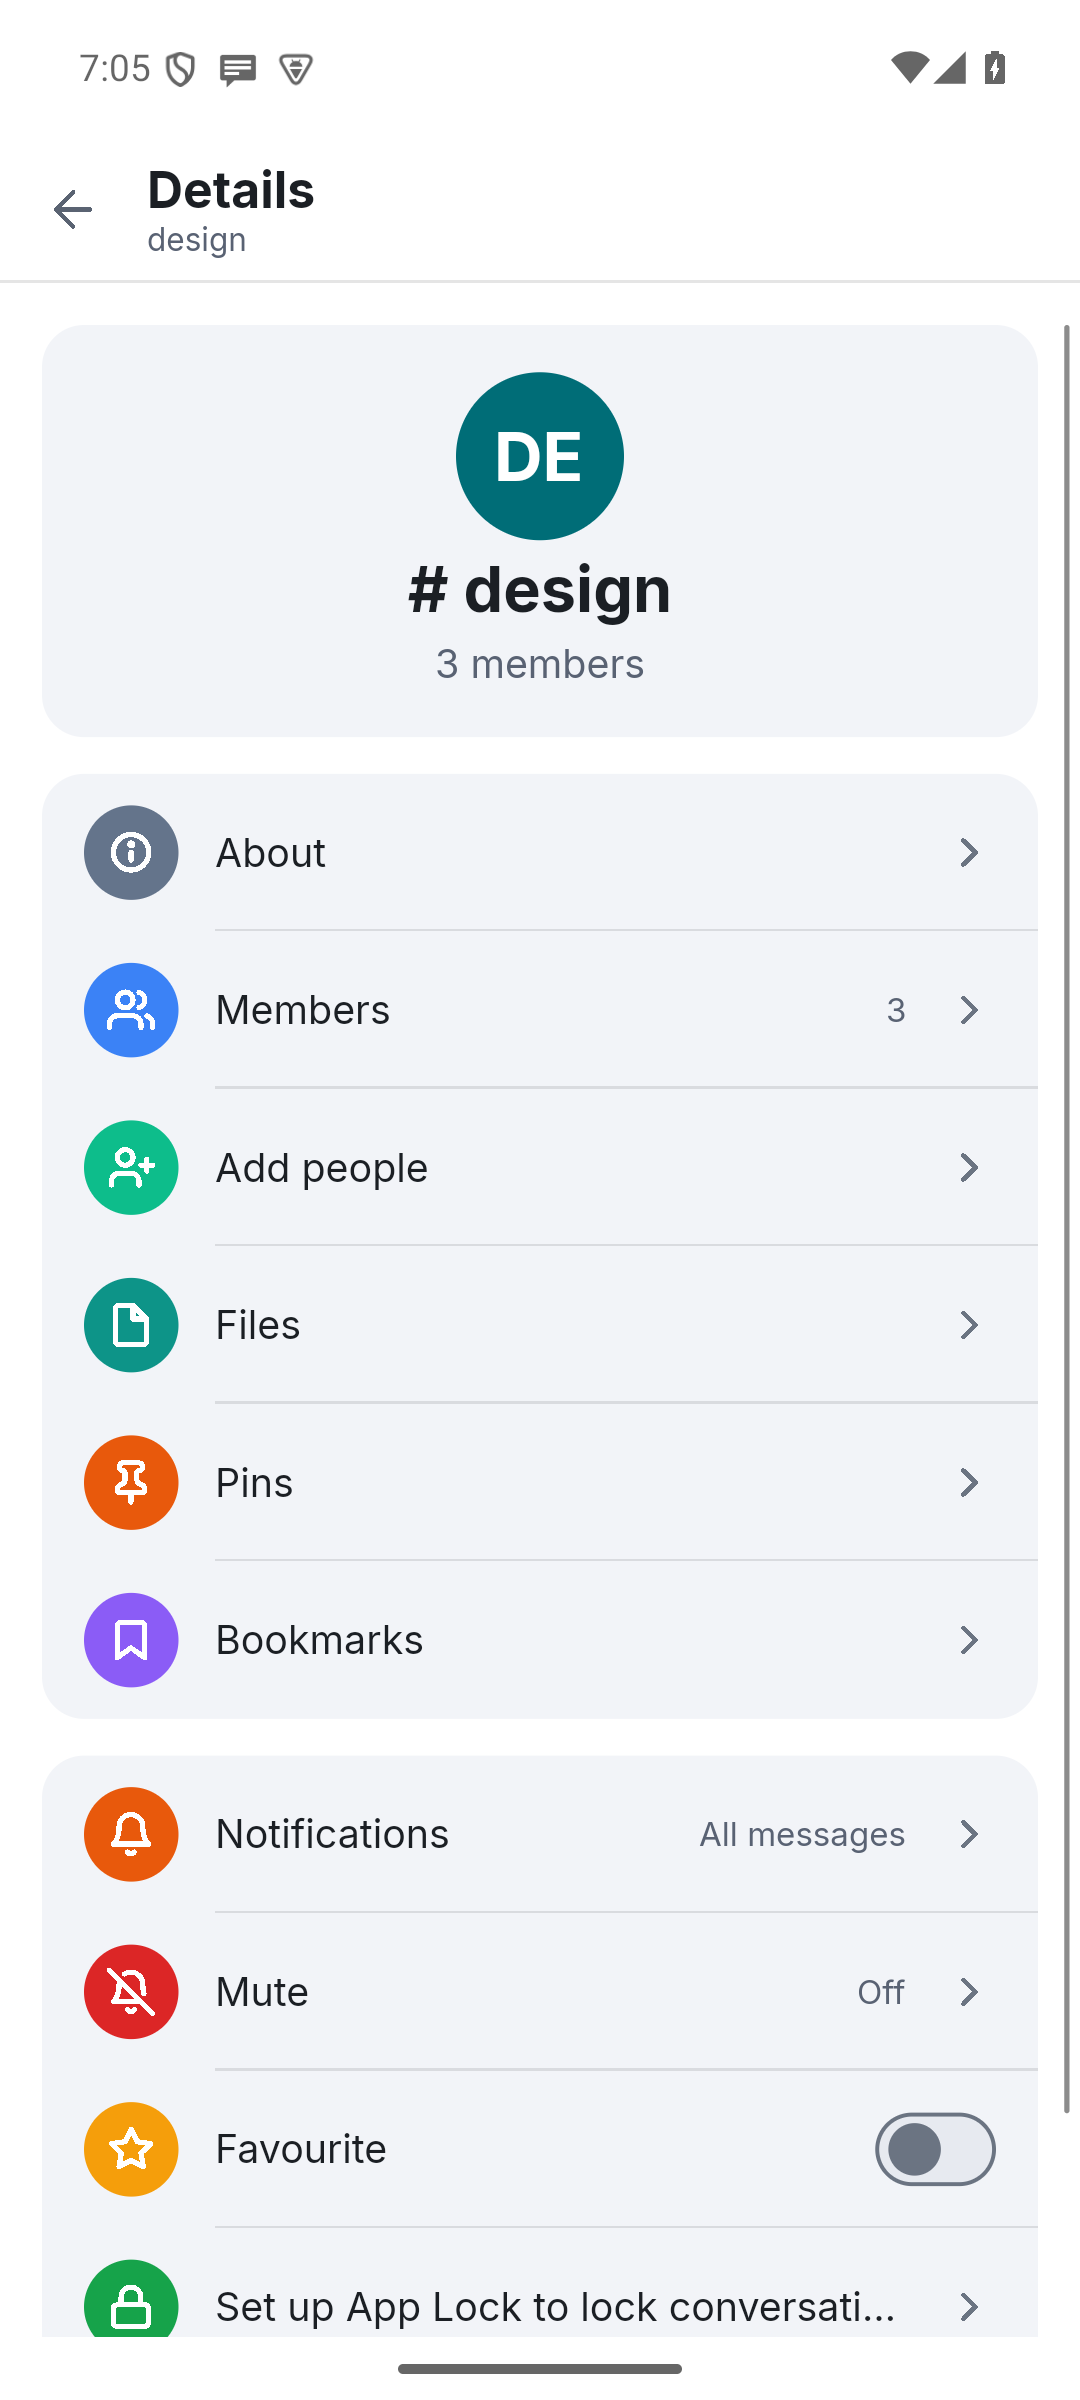 7:05
Details
design
DE
# design
3 members
About
Members 3
Add people
Files
Pins
Bookmarks
Notifications All messages
Mute Off
Favourite
Set up App Lock to lock conversati...